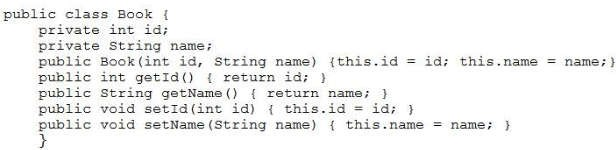 public class Book {
private int id;
private String name;
public Book(int id, String name) {this.id = id; this.name = name;}
public int getId() { return id; }
public String getName() { return name; }
public void setId(int id) { this.id = id; }
public void setName(String name) { this.name = name; }
}